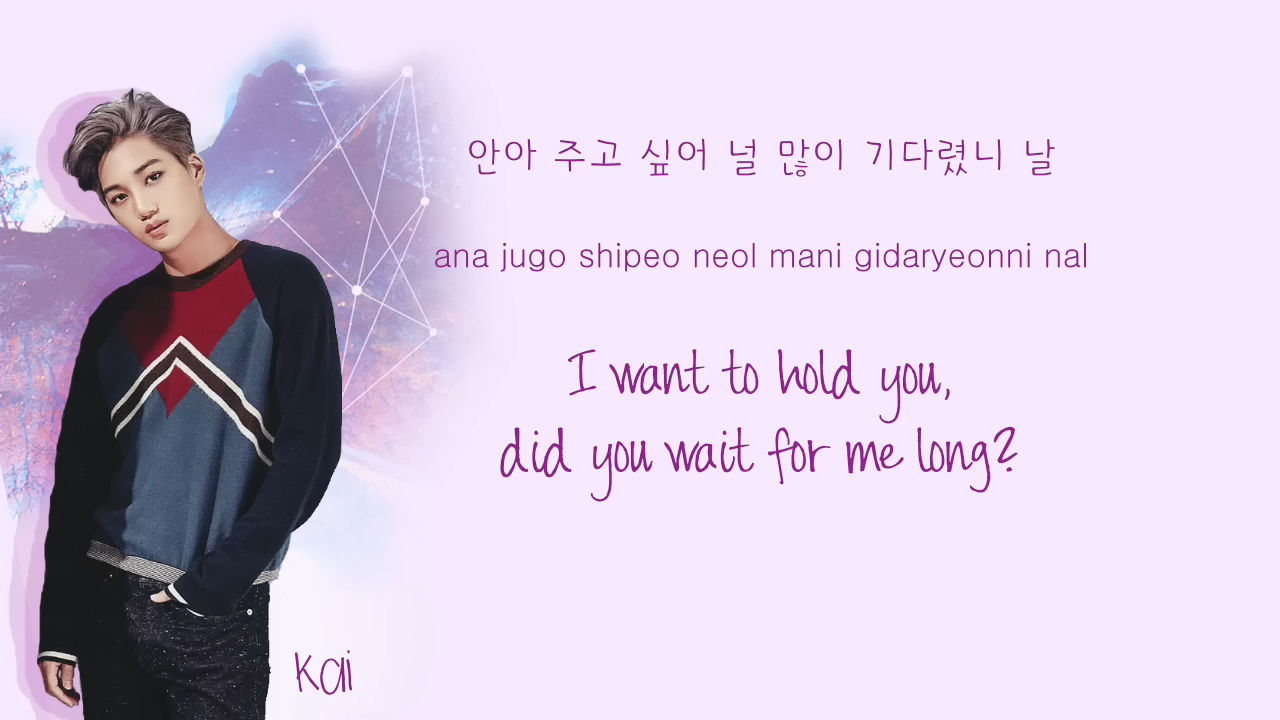 안아 주고 싶어 널 많이 기다렸니 날
ana jugo shipeo neol mani gidaryeonni nal
I want to hold you,
did you wait for me long?
Kai